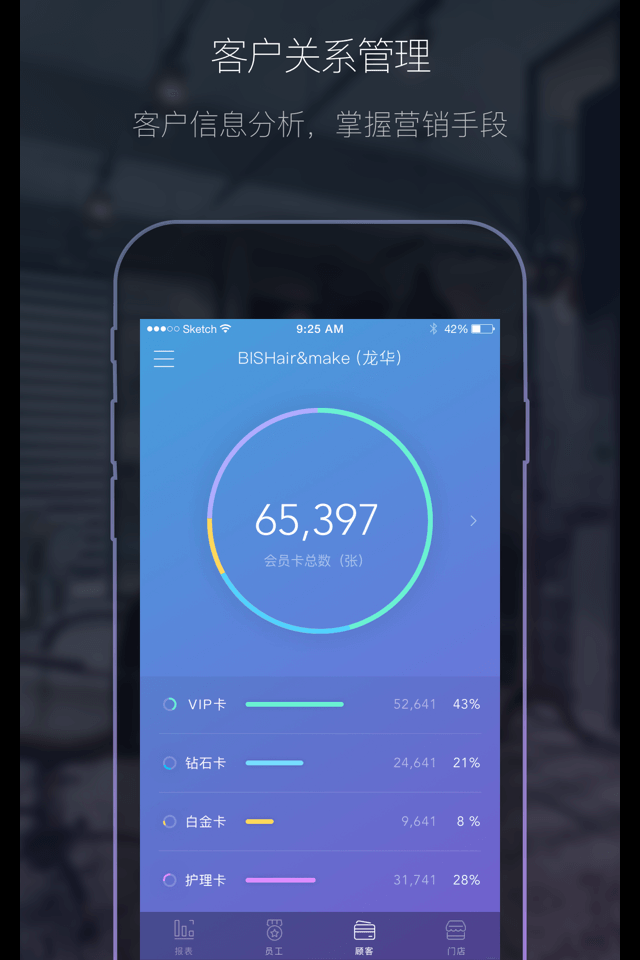 客户关系管理
客户信息分析，掌握营销手段
Sketch 9:25 AM 42%
BISHair&make (龙华)
65,397
会员卡总数（张）
VIP卡 52,641 43%
钻石卡 24,641 21%
白金卡 9,641 8 %
护理卡 31,741 28%
报表 员工 顾客 门店